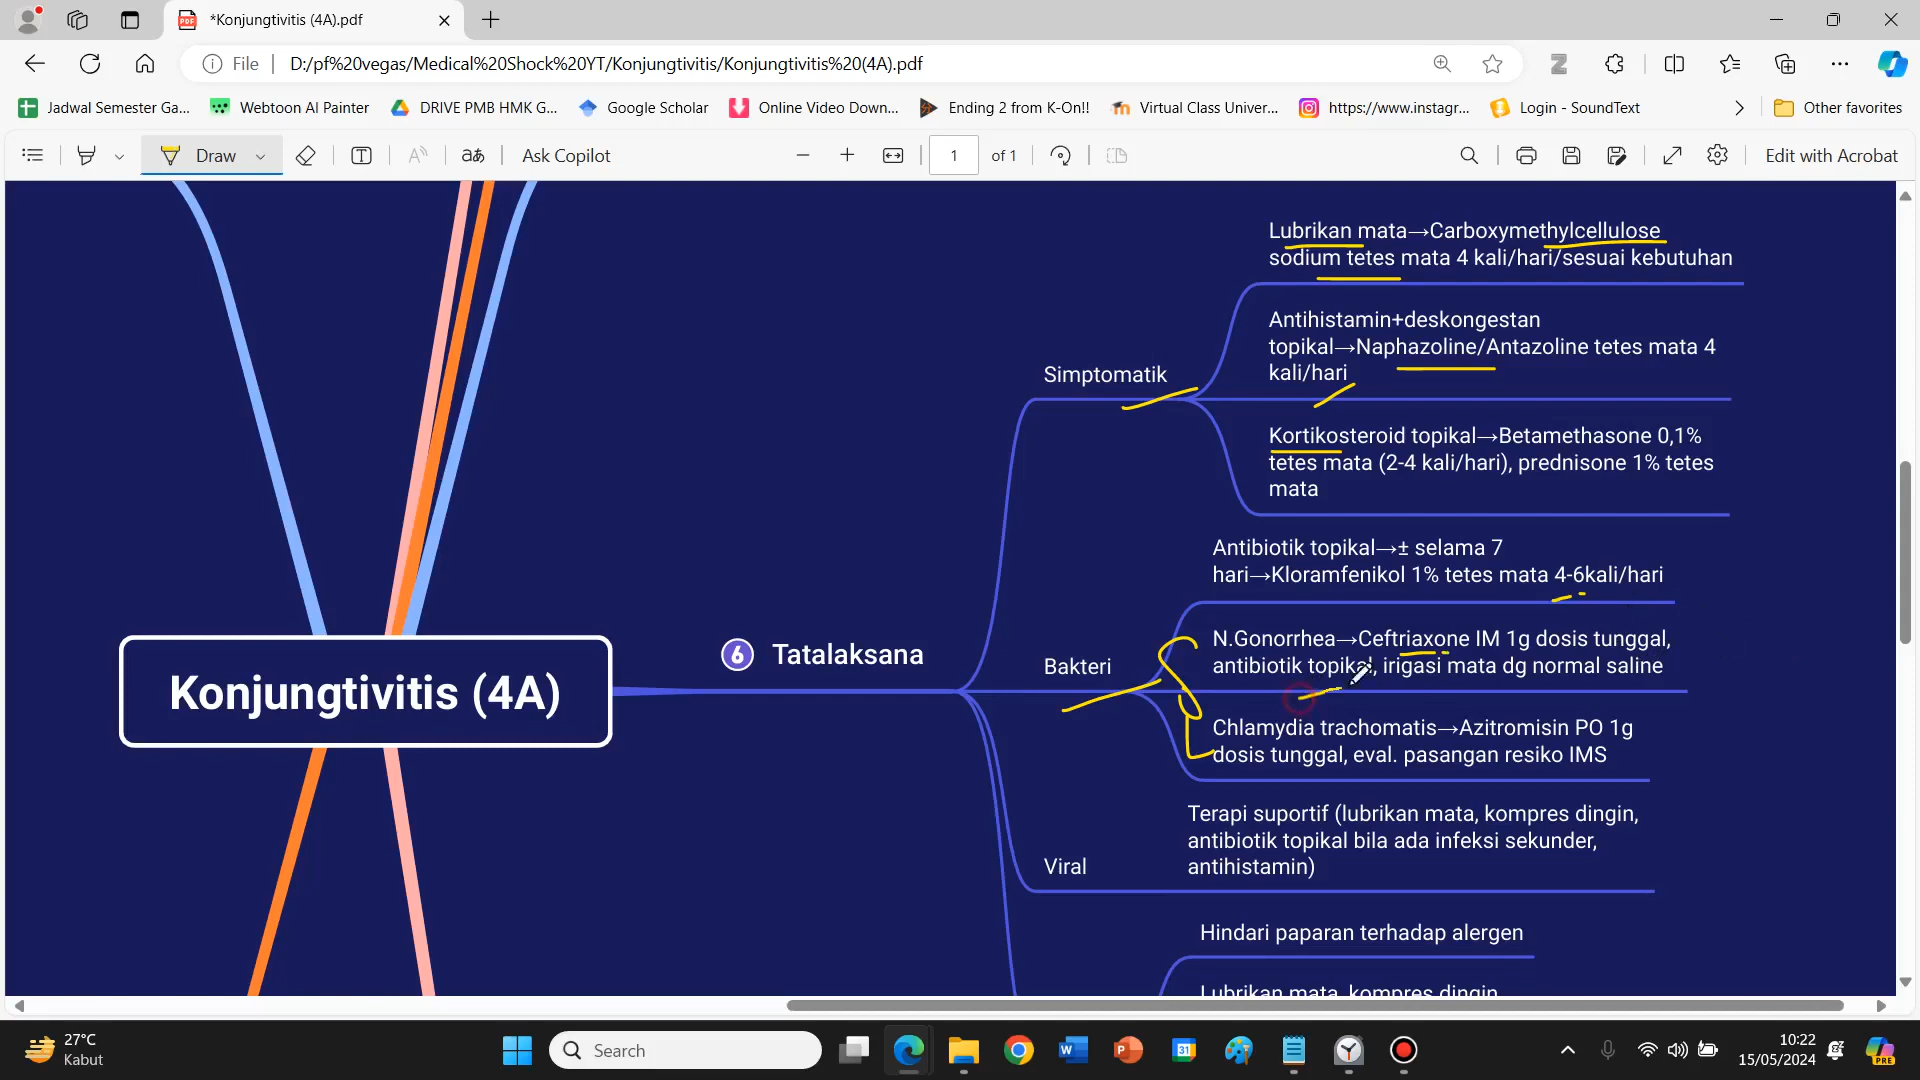 *Konjungtivitis (4A).pdf
File
D:/pf%20vegas/Medical%20Shock%20YT/Konjungtivitis/Konjungtivitis%20(4A).pdf
Jadwal Semester Ga...
Webtoon AI Painter
DRIVE PMB HMK G...
Google Scholar
Online Video Down...
Ending 2 from K-On!!
Virtual Class Univer...
https://www.instagr...
Login - SoundText
Other favorites
Draw
Ask Copilot
1
of 1
Edit with Acrobat
Lubrikan mata→Carboxymethylcellulose
sodium tetes mata 4 kali/hari/sesuai kebutuhan
Antihistamin+deskongestan
topikal→Naphazoline/Antazoline tetes mata 4
kali/hari
Simptomatik
Kortikosteroid topikal→Betamethasone 0,1%
tetes mata (2-4 kali/hari), prednisone 1% tetes
mata
Antibiotik topikal→± selama 7
hari→Kloramfenikol 1% tetes mata 4-6kali/hari
Konjungtivitis (4A)
6 Tatalaksana
Bakteri
N.Gonorrhea→Ceftriaxone IM 1g dosis tunggal,
antibiotik topikal, irigasi mata dg normal saline
Chlamydia trachomatis→Azitromisin PO 1g
dosis tunggal, eval. pasangan resiko IMS
Viral
Terapi suportif (lubrikan mata, kompres dingin,
antibiotik topikal bila ada infeksi sekunder,
antihistamin)
Hindari paparan terhadap alergen
Lubrikan mata, kompres dingin
27°C
Kabut
Search
10:22
15/05/2024